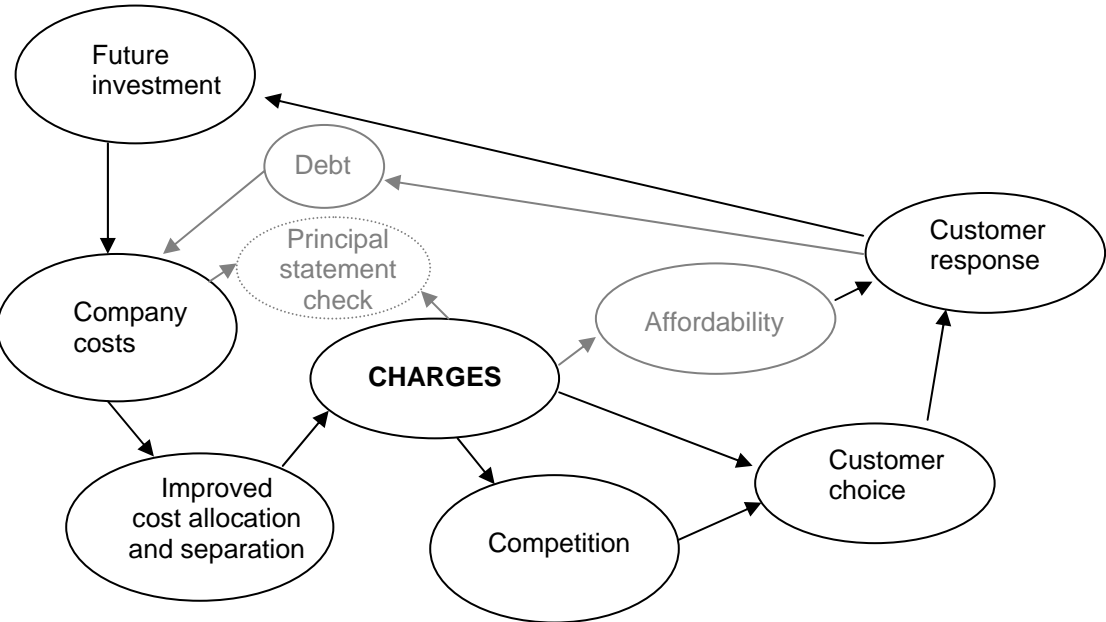 Future
investment
Debt
Principal
statement
check
Customer
response
Company
costs
Affordability
CHARGES
Customer
choice
Improved
cost allocation
and separation
Competition